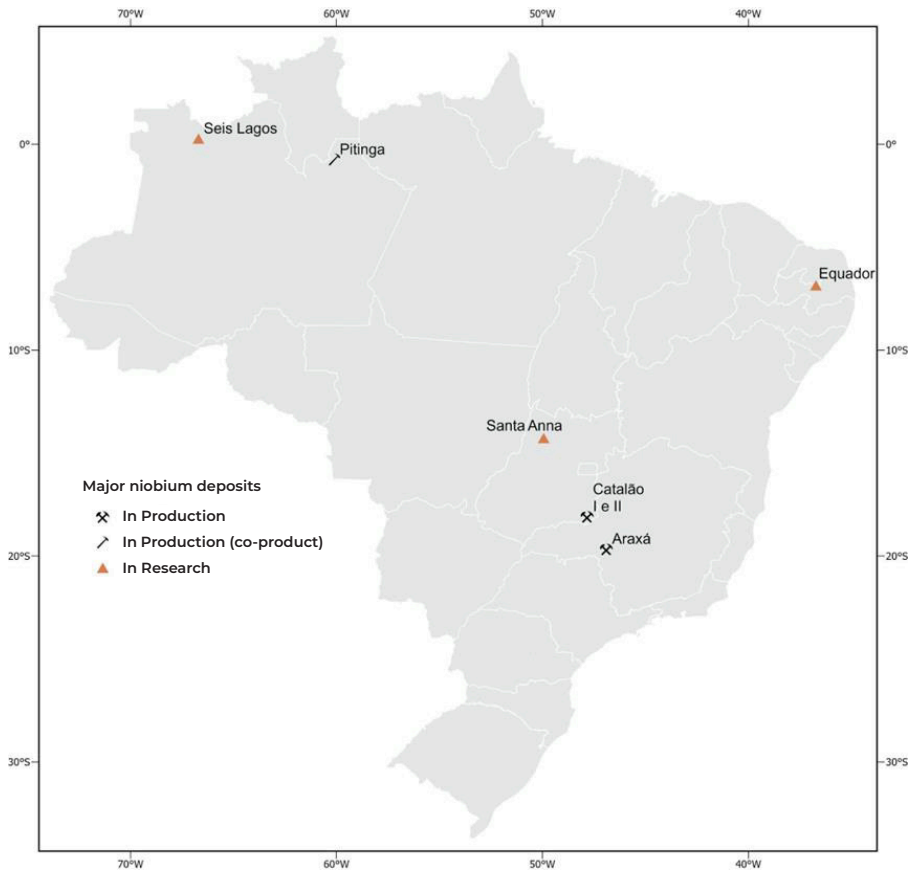 70°W 60°W 50°W 40°W
Seis Lagos
0° 0°
Pitinga
Equador
10°S 10°S
Santa Anna
Major niobium deposits
Catalão
I e II
In Production
Araxá
In Production (co-product)
20°S 20°S
In Research
30°S 30°S
70°W 60°W 50°W 40°W